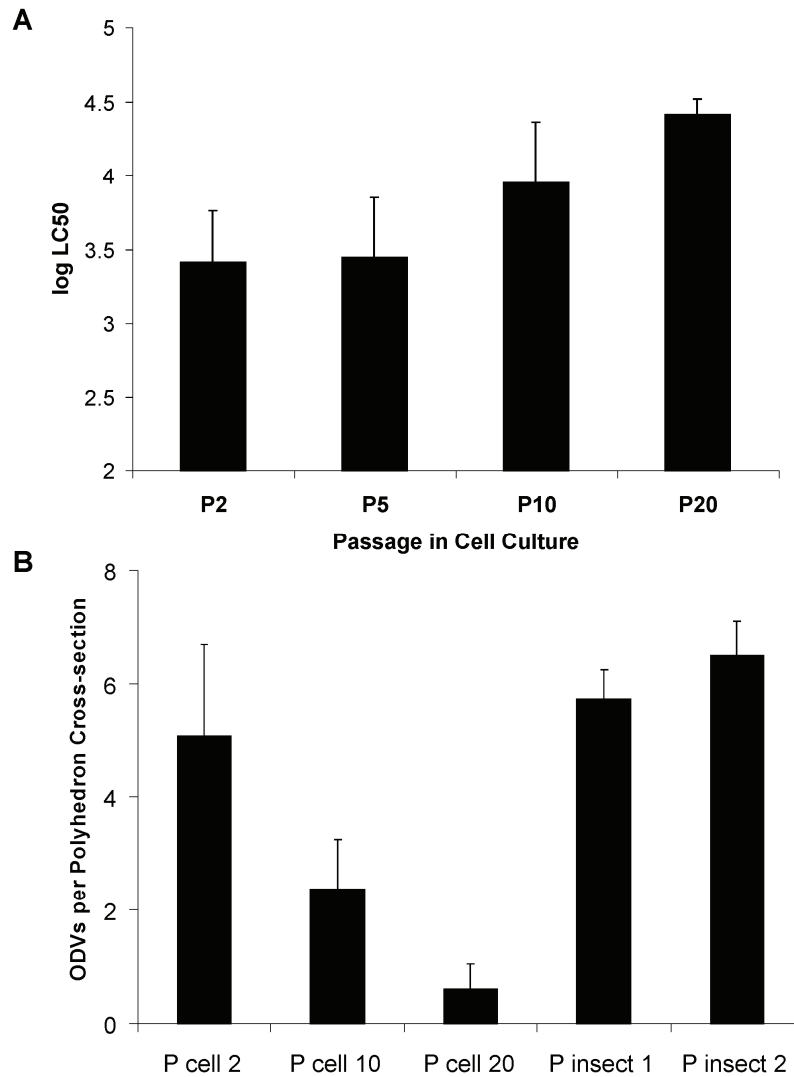 A
5
4.5
4
3.5
3
2.5
2
log LC50
P2 P5 P10 P20
Passage in Cell Culture
B
8
6
4
2
0
ODVs per Polyhedron Cross-section
P cell 2 P cell 10 P cell 20 P insect 1 P insect 2